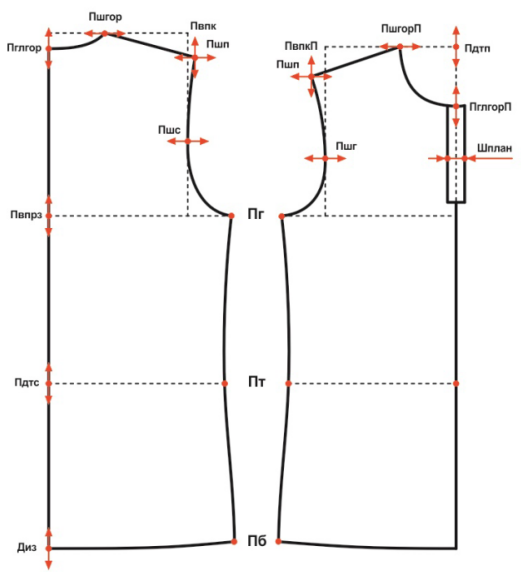 Пшгор
Пвпк
Пшп
Пглгор
ПшгорП
ПвпкП
Пшп
Пдтп
ПглгорП
Пшс
Пшг
Шплан
Пвпрз
Пг
Пдтс
Пт
Диз
Пб